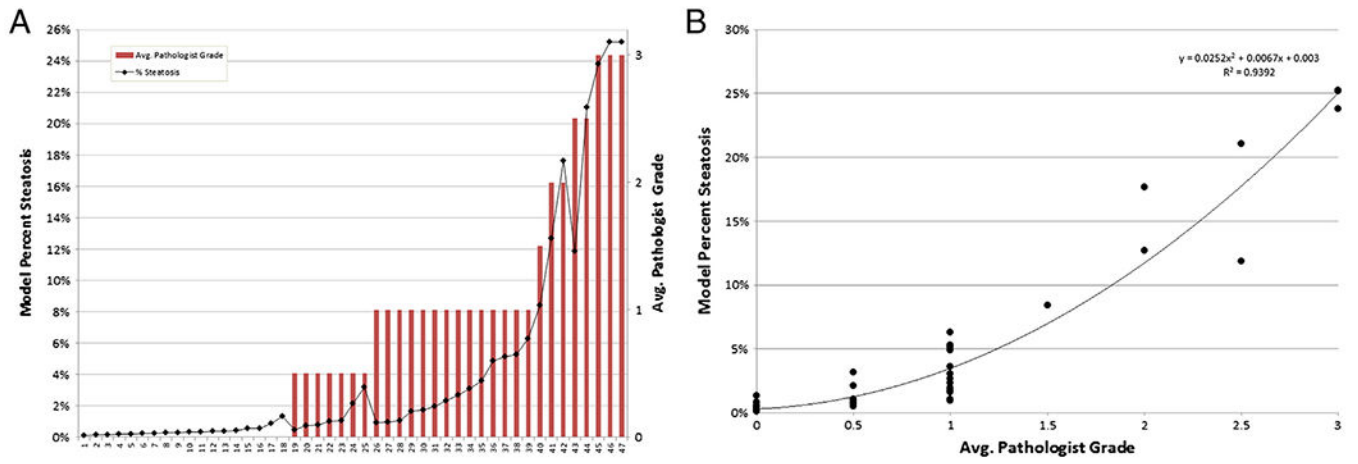 A
26%
24%
22%
20%
18%
16%
14%
12%
10%
8%
6%
4%
2%
0%
Model Percent Steatosis
Avg. Pathologist Grade
% Steatosis
3
2
1
0
Avg. Pathologist Grade
1 2 3 4 5 6 7 8 9 10 11 12 13 14 15 16 17 18 19 20 21 22 23 24 25 26 27 28 29 30 31 32 33 34 35 36 37 38 39 40 41 42 43 44 45 46 47
B
30%
25%
20%
15%
10%
5%
0%
Model Percent Steatosis
y = 0.0252x² + 0.0067x + 0.003
R² = 0.9392
0 0.5 1 1.5 2 2.5 3
Avg. Pathologist Grade